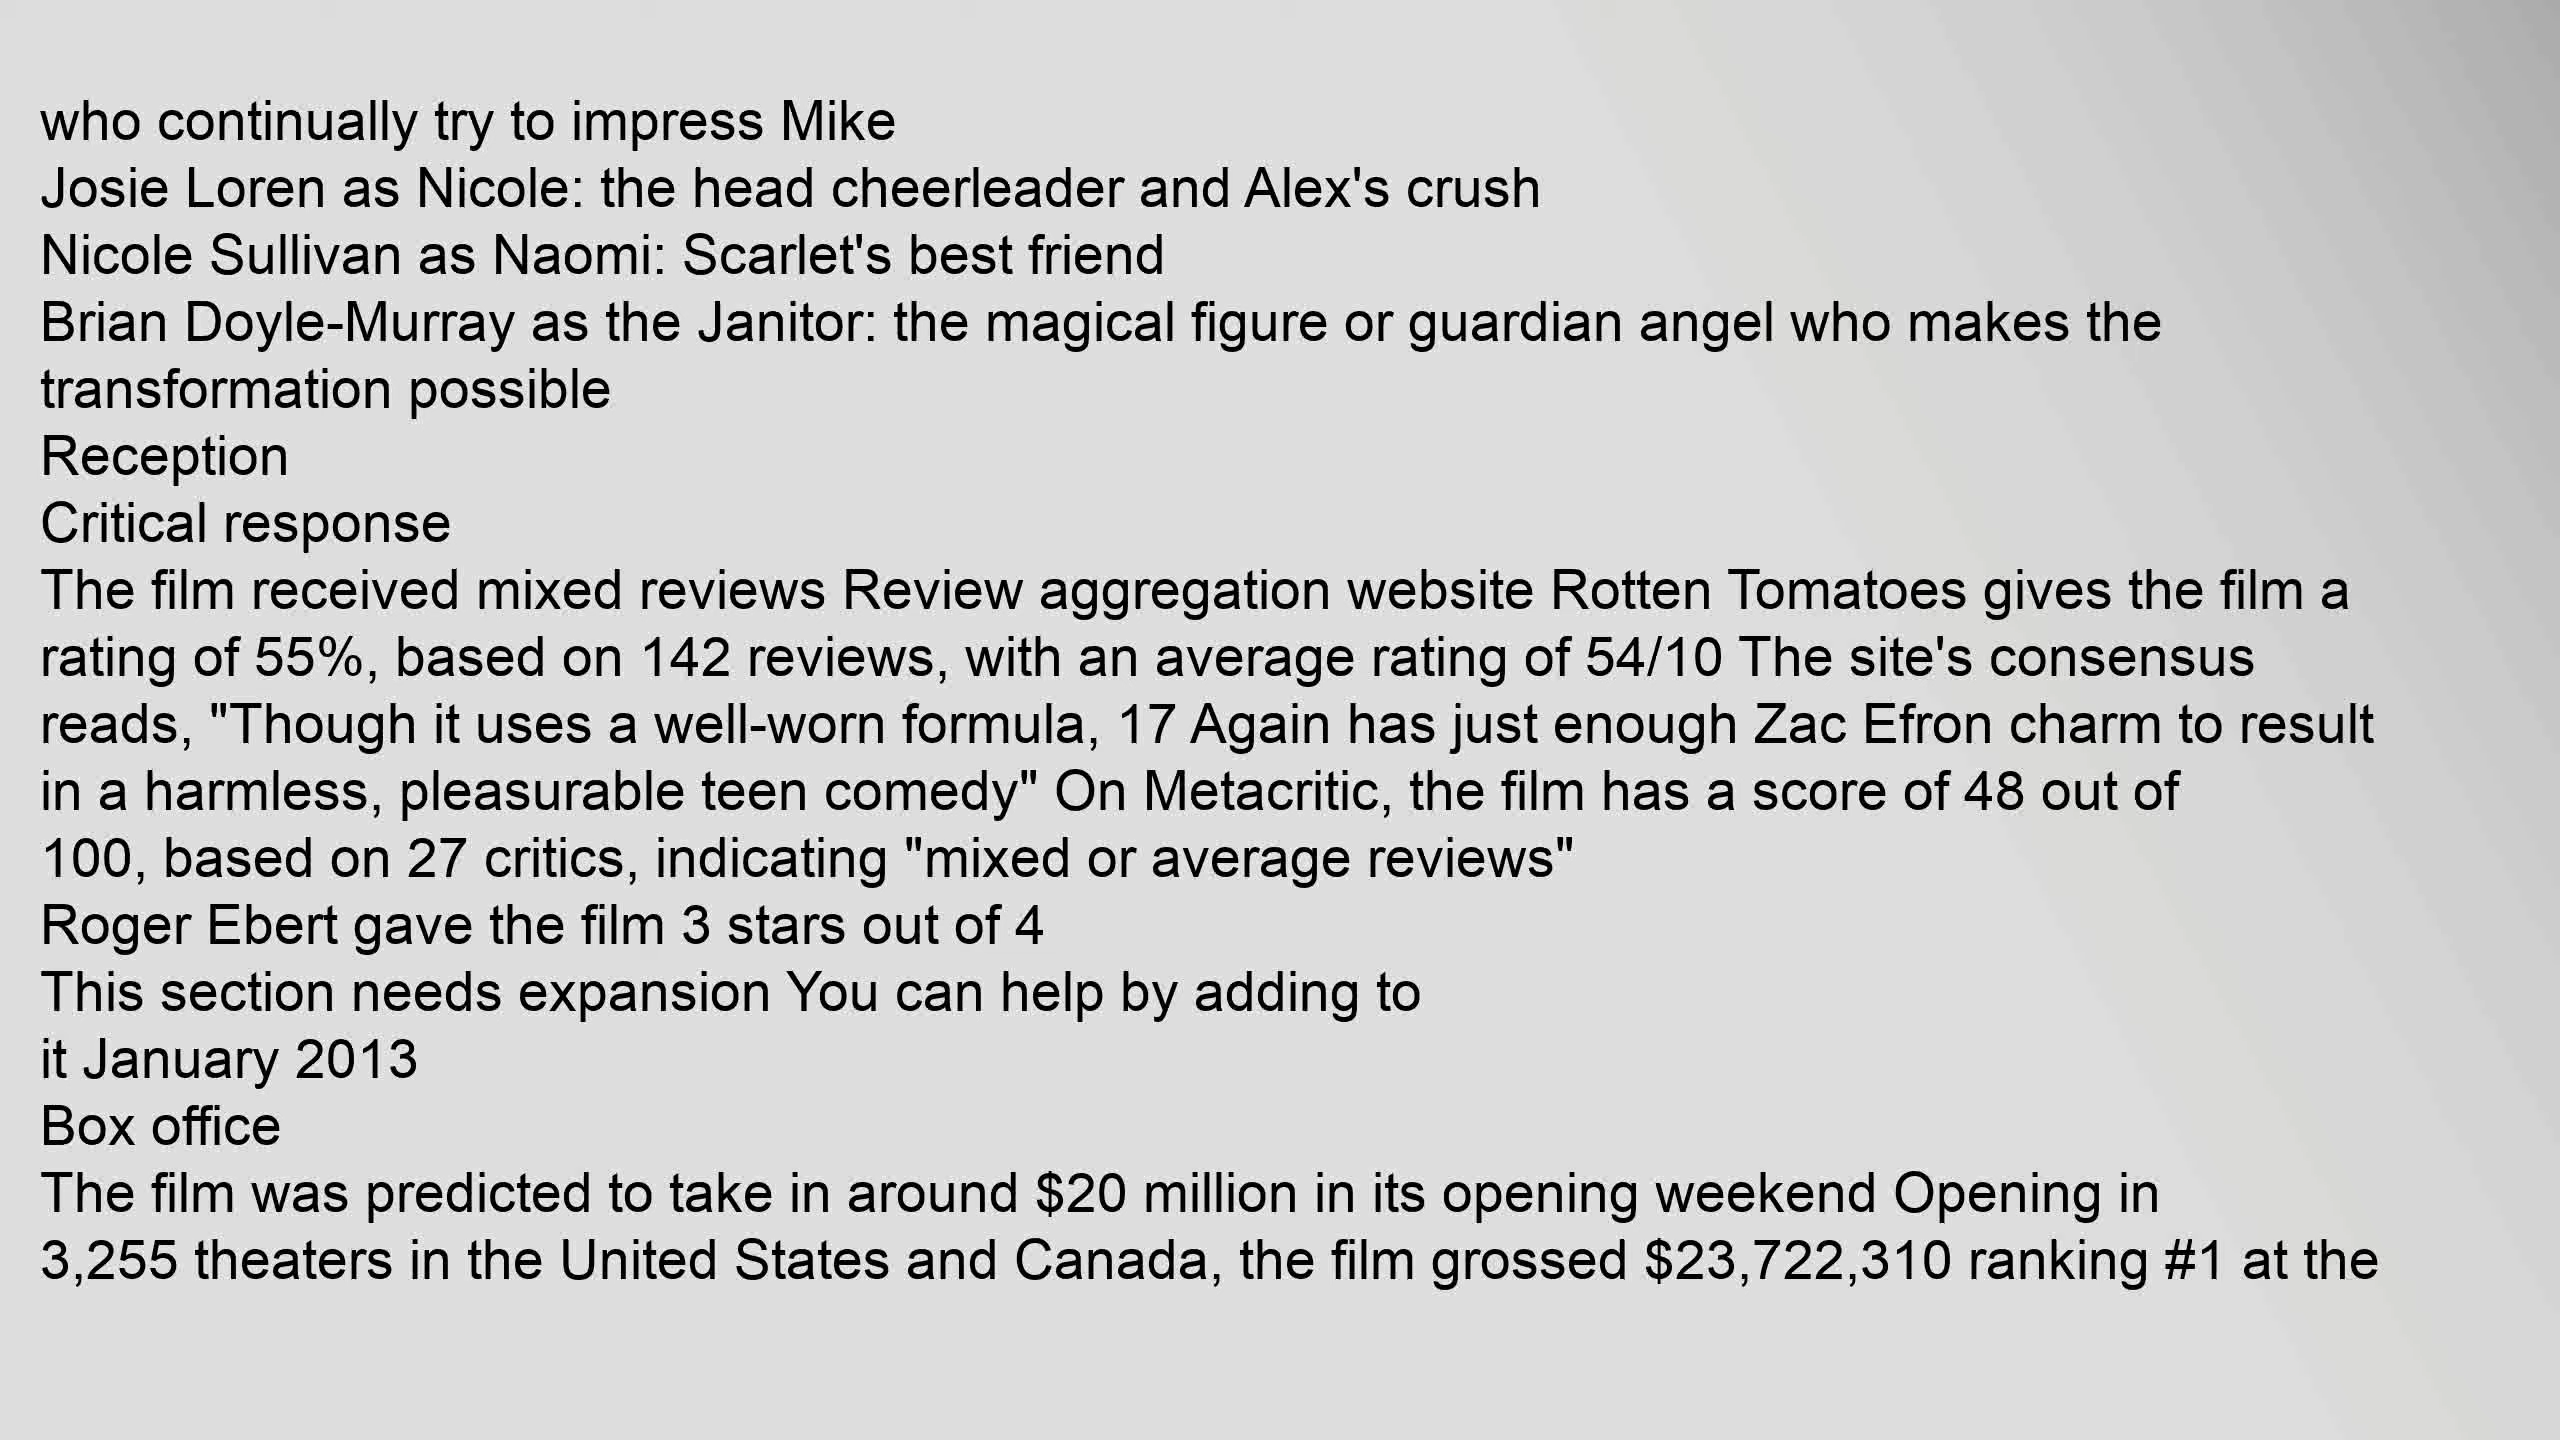 who continually try to impress Mike
Josie Loren as Nicole: the head cheerleader and Alex's crush
Nicole Sullivan as Naomi: Scarlet's best friend
Brian Doyle-Murray as the Janitor: the magical figure or guardian angel who makes the
transformation possible
Reception
Critical response
The film received mixed reviews Review aggregation website Rotten Tomatoes gives the film a
rating of 55%, based on 142 reviews, with an average rating of 54/10 The site's consensus
reads, "Though it uses a well-worn formula, 17 Again has just enough Zac Efron charm to result
in a harmless, pleasurable teen comedy" On Metacritic, the film has a score of 48 out of
100, based on 27 critics, indicating "mixed or average reviews"
Roger Ebert gave the film 3 stars out of 4
This section needs expansion You can help by adding to
it January 2013
Box office
The film was predicted to take in around $20 million in its opening weekend Opening in
3,255 theaters in the United States and Canada, the film grossed $23,722,310 ranking #1 at the